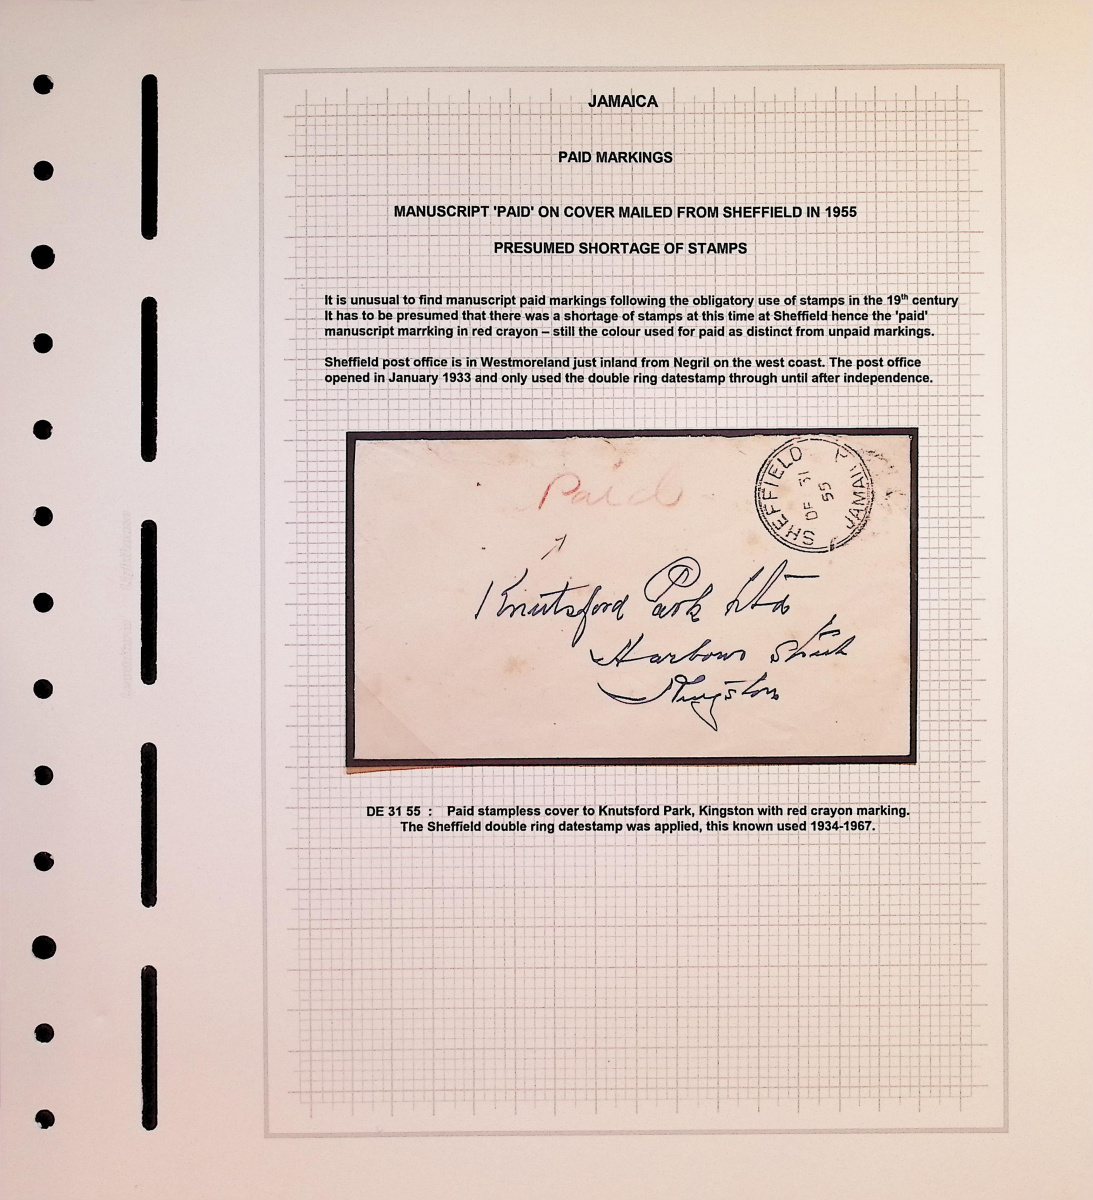 JAMAICA
PAID MARKINGS
MANUSCRIPT 'PAID' ON COVER MAILED FROM SHEFFIELD IN 1955
PRESUMED SHORTAGE OF STAMPS
It is unusual to find manuscript paid markings following the obligatory use of stamps in the 19th century
It has to be presumed that there was a shortage of stamps at this time at Sheffield hence the 'paid'
manuscript marrking in red crayon – still the colour used for paid as distinct from unpaid markings.
Sheffield post office is in Westmoreland just inland from Negril on the west coast. The post office
opened in January 1933 and only used the double ring datestamp through until after independence.
Paid
SHEFFIELD
DE 31
55
JAMAI
Knutsford Park Ltd
Harbour Street
Kingston
DE 31 55 : Paid stampless cover to Knutsford Park, Kingston with red crayon marking.
The Sheffield double ring datestamp was applied, this known used 1934-1967.